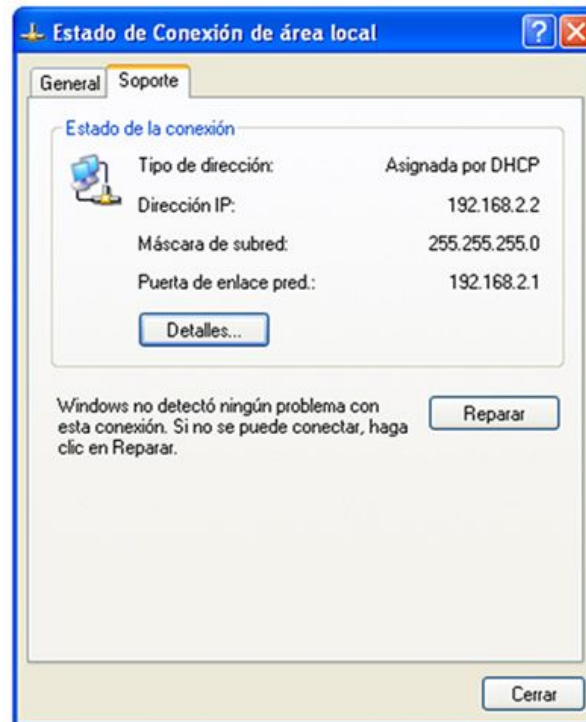 Estado de Conexión de área local
General Soporte
Estado de la conexión
Tipo de dirección: Asignada por DHCP
Dirección IP: 192.168.2.2
Máscara de subred: 255.255.255.0
Puerta de enlace pred.: 192.168.2.1
Detalles...
Windows no detectó ningún problema con
esta conexión. Si no se puede conectar, haga
clic en Reparar.
Reparar
Cerrar